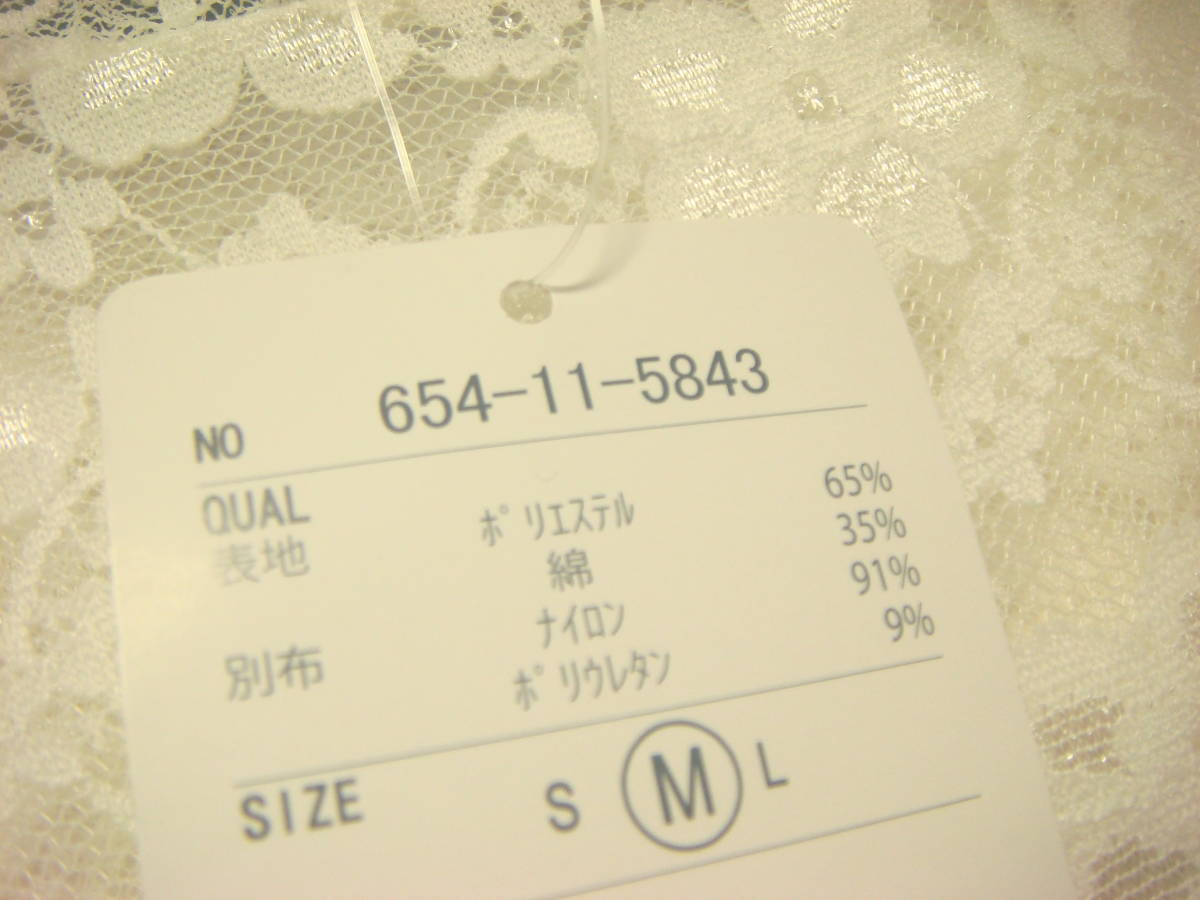 NO 654-11-5843
QUAL ポリエステル 65%
表地 綿 35%
ナイロン 91%
別布 ポリウレタン 9%
SIZE S M L